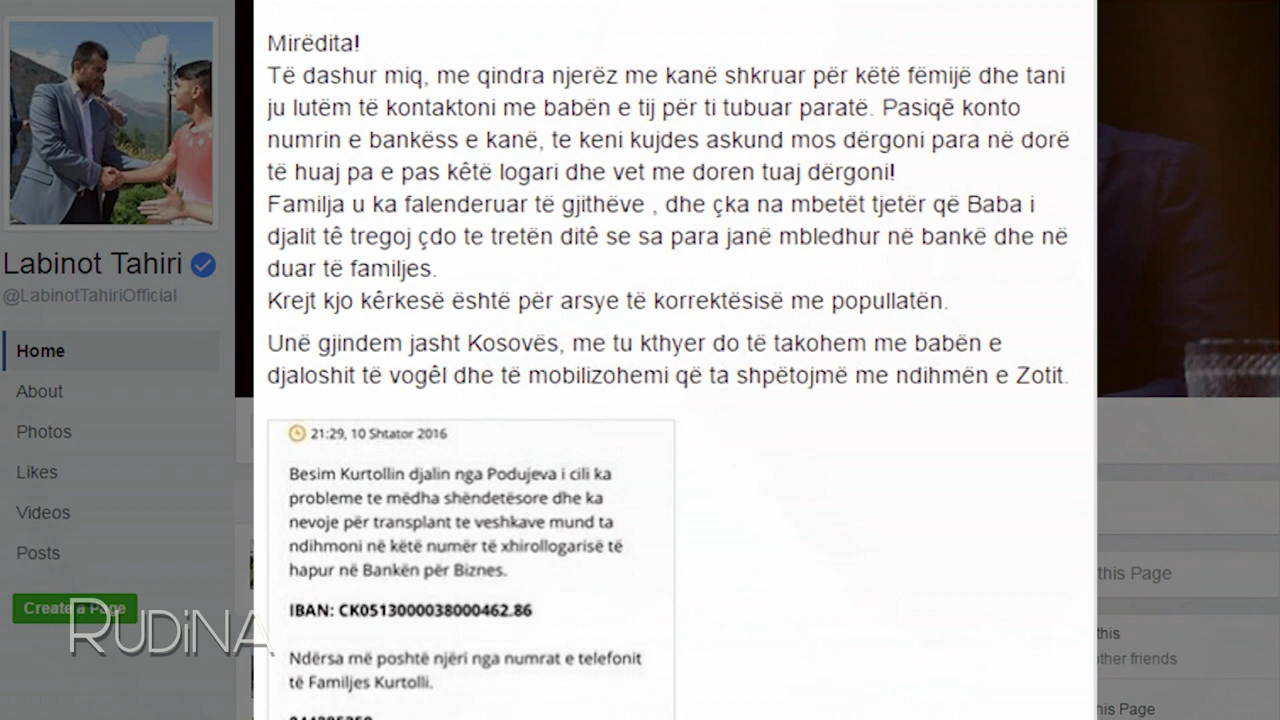 Mirëdita!
Të dashur miq, me qindra njerëz me kanë shkruar për këtë fëmijë dhe tani
ju lutëm të kontaktoni me babën e tij për ti tubuar paratë. Pasiqē konto
numrin e bankëss e kanë, te keni kujdes askund mos dërgoni para në dorë
të huaj pa e pas kêtë logari dhe vet me doren tuaj dërgoni!
Familja u ka falenderuar të gjithëve , dhe çka na mbetët tjetër që Baba i
djalit tê tregoj çdo te tretën ditê se sa para janë mbledhur në bankë dhe në
duar të familjes.
Krejt kjo kêrkesë është për arsye të korrektësisë me popullatën.
Unë gjindem jasht Kosovës, me tu kthyer do të takohem me babën e
djaloshit të vogêl dhe të mobilizohemi që ta shpëtojmë me ndihmën e Zotit.
21:29, 10 Shtator 2016
Besim Kurtollin djalin nga Podujeva i cili ka
probleme te mëdha shëndetësore dhe ka
nevoje për transplant te veshkave mund ta
ndihmoni në këtë numër të xhirollogarisë të
hapur në Bankën për Biznes.
IBAN: CK0513000038000462.86
Ndërsa më poshtë njëri nga numrat e telefonit
të Familjes Kurtolli.
Labinot Tahiri
@LabinotTahiriOfficial
Home
About
Photos
Likes
Videos
Posts
Create a Page
RUDiNA
this Page
this
other friends
this Page